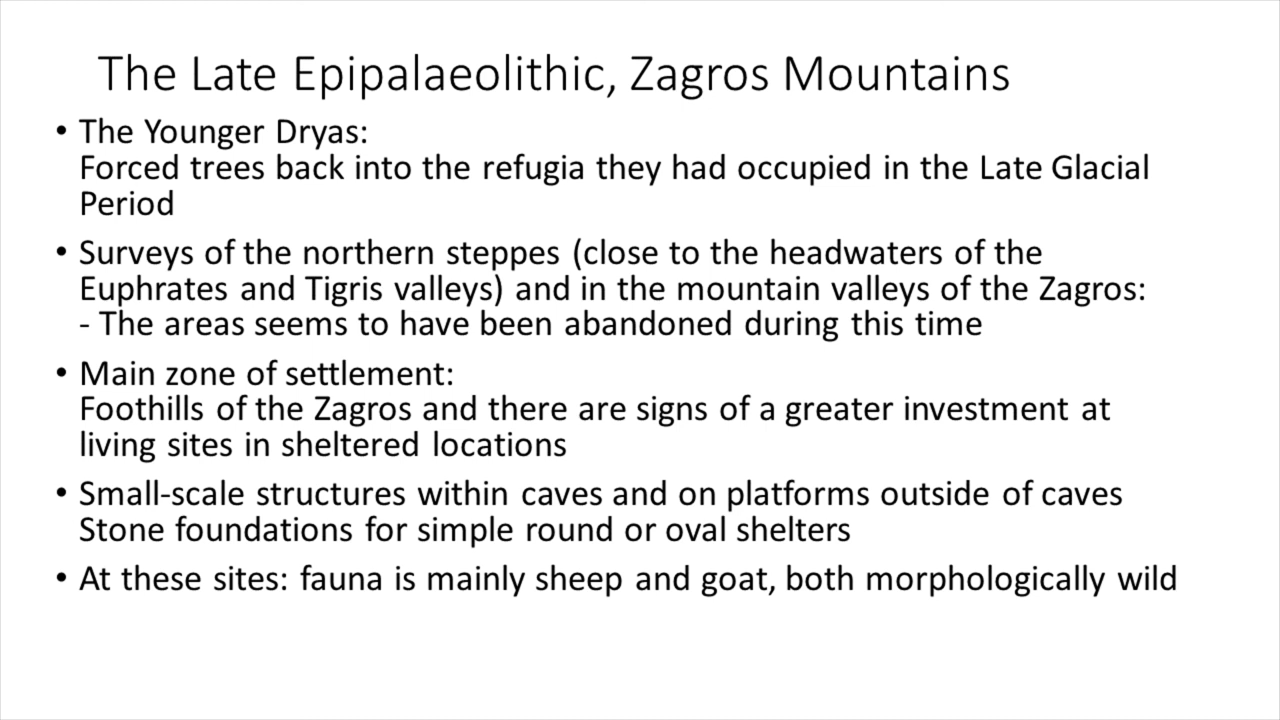 The Late Epipalaeolithic, Zagros Mountains
• The Younger Dryas:
Forced trees back into the refugia they had occupied in the Late Glacial
Period
• Surveys of the northern steppes (close to the headwaters of the
Euphrates and Tigris valleys) and in the mountain valleys of the Zagros:
- The areas seems to have been abandoned during this time
• Main zone of settlement:
Foothills of the Zagros and there are signs of a greater investment at
living sites in sheltered locations
• Small-scale structures within caves and on platforms outside of caves
Stone foundations for simple round or oval shelters
• At these sites: fauna is mainly sheep and goat, both morphologically wild